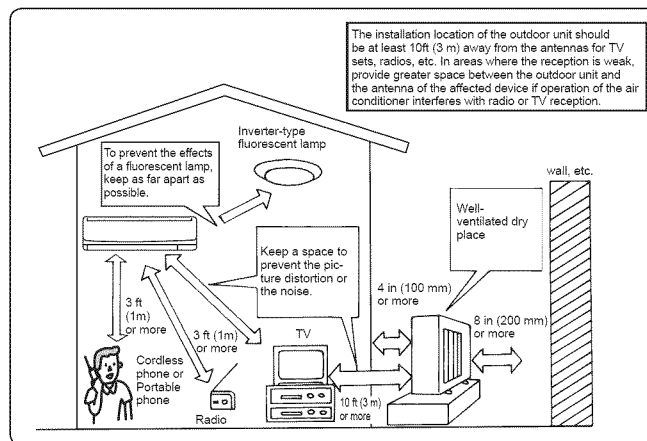 The installation location of the outdoor unit should
be at least 10ft (3 m) away from the antennas for TV
sets, radios, etc. In areas where the reception is weak,
provide greater space between the outdoor unit and
the antenna of the affected device if operation of the air
conditioner interferes with radio or TV reception.
Inverter-type
fluorescent lamp
To prevent the effects
of a fluorescent lamp,
keep as far apart as
possible.
wall, etc.
Well-
ventilated dry
place
Keep a space to
prevent the pic-
ture distortion or
the noise.
4 in (100 mm)
or more
8 in (200 mm)
or more
3 ft
(1m)
or more
3 ft (1m)
or more
TV
Cordless
phone or
Portable
phone
Radio
10 ft (3 m)
or more